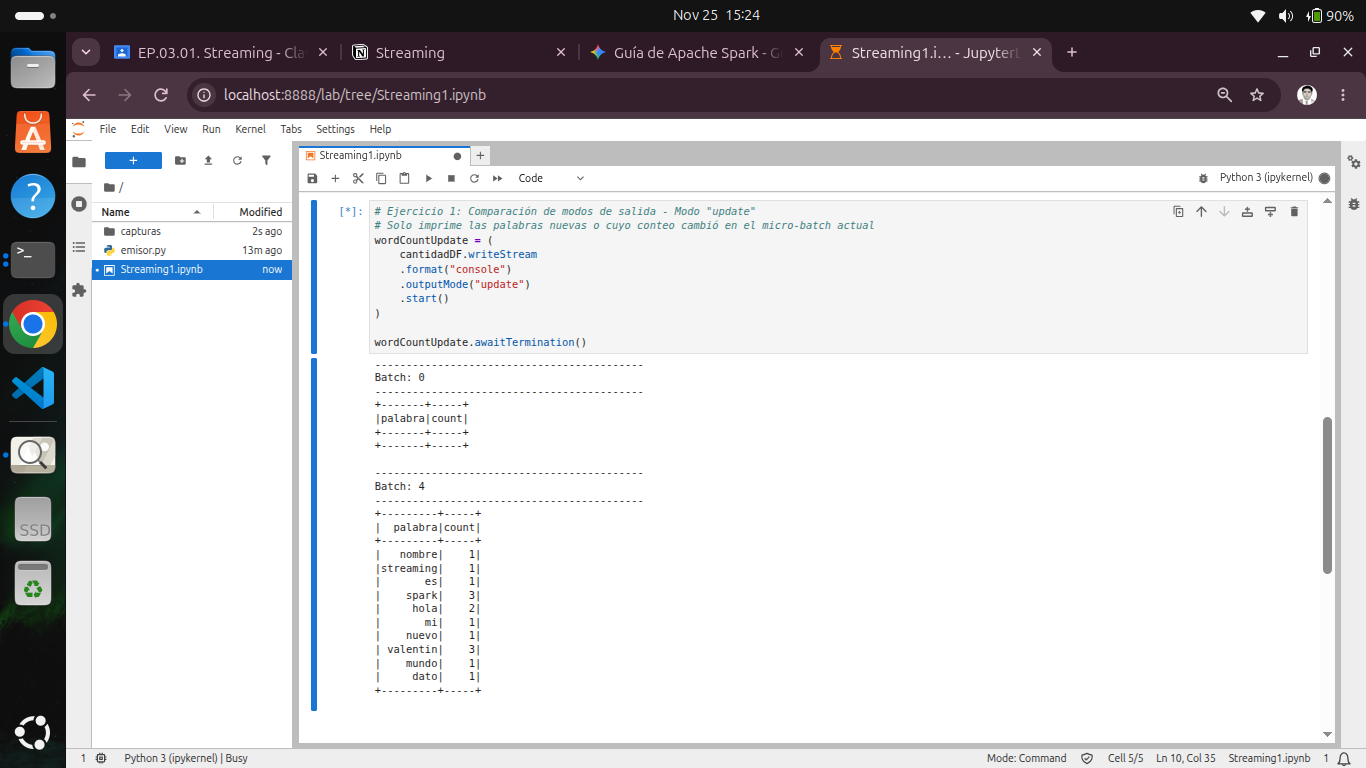 Nov 25 15:24
90%
EP.03.01. Streaming - Cla
Streaming
Guía de Apache Spark - G
Streaming1.i… - JupyterL
localhost:8888/lab/tree/Streaming1.ipynb
File Edit View Run Kernel Tabs Settings Help
Streaming1.ipynb
Code
Python 3 (ipykernel)
/
Name Modified
capturas 2s ago
emisor.py 13m ago
Streaming1.ipynb now
[*]:
# Ejercicio 1: Comparación de modos de salida - Modo "update"
# Solo imprime las palabras nuevas o cuyo conteo cambió en el micro-batch actual
wordCountUpdate = (
    cantidadDF.writeStream
    .format("console")
    .outputMode("update")
    .start()
)
wordCountUpdate.awaitTermination()
-------------------------------------------
Batch: 0
-------------------------------------------
+-------+-----+
|palabra|count|
+-------+-----+
+-------+-----+
-------------------------------------------
Batch: 4
-------------------------------------------
+---------+-----+
|  palabra|count|
+---------+-----+
|   nombre|    1|
|streaming|    1|
|       es|    1|
|    spark|    3|
|     hola|    2|
|       mi|    1|
|    nuevo|    1|
| valentin|    3|
|    mundo|    1|
|     dato|    1|
+---------+-----+
SSD
1 Python 3 (ipykernel) | Busy
Mode: Command Cell 5/5 Ln 10, Col 35 Streaming1.ipynb 1